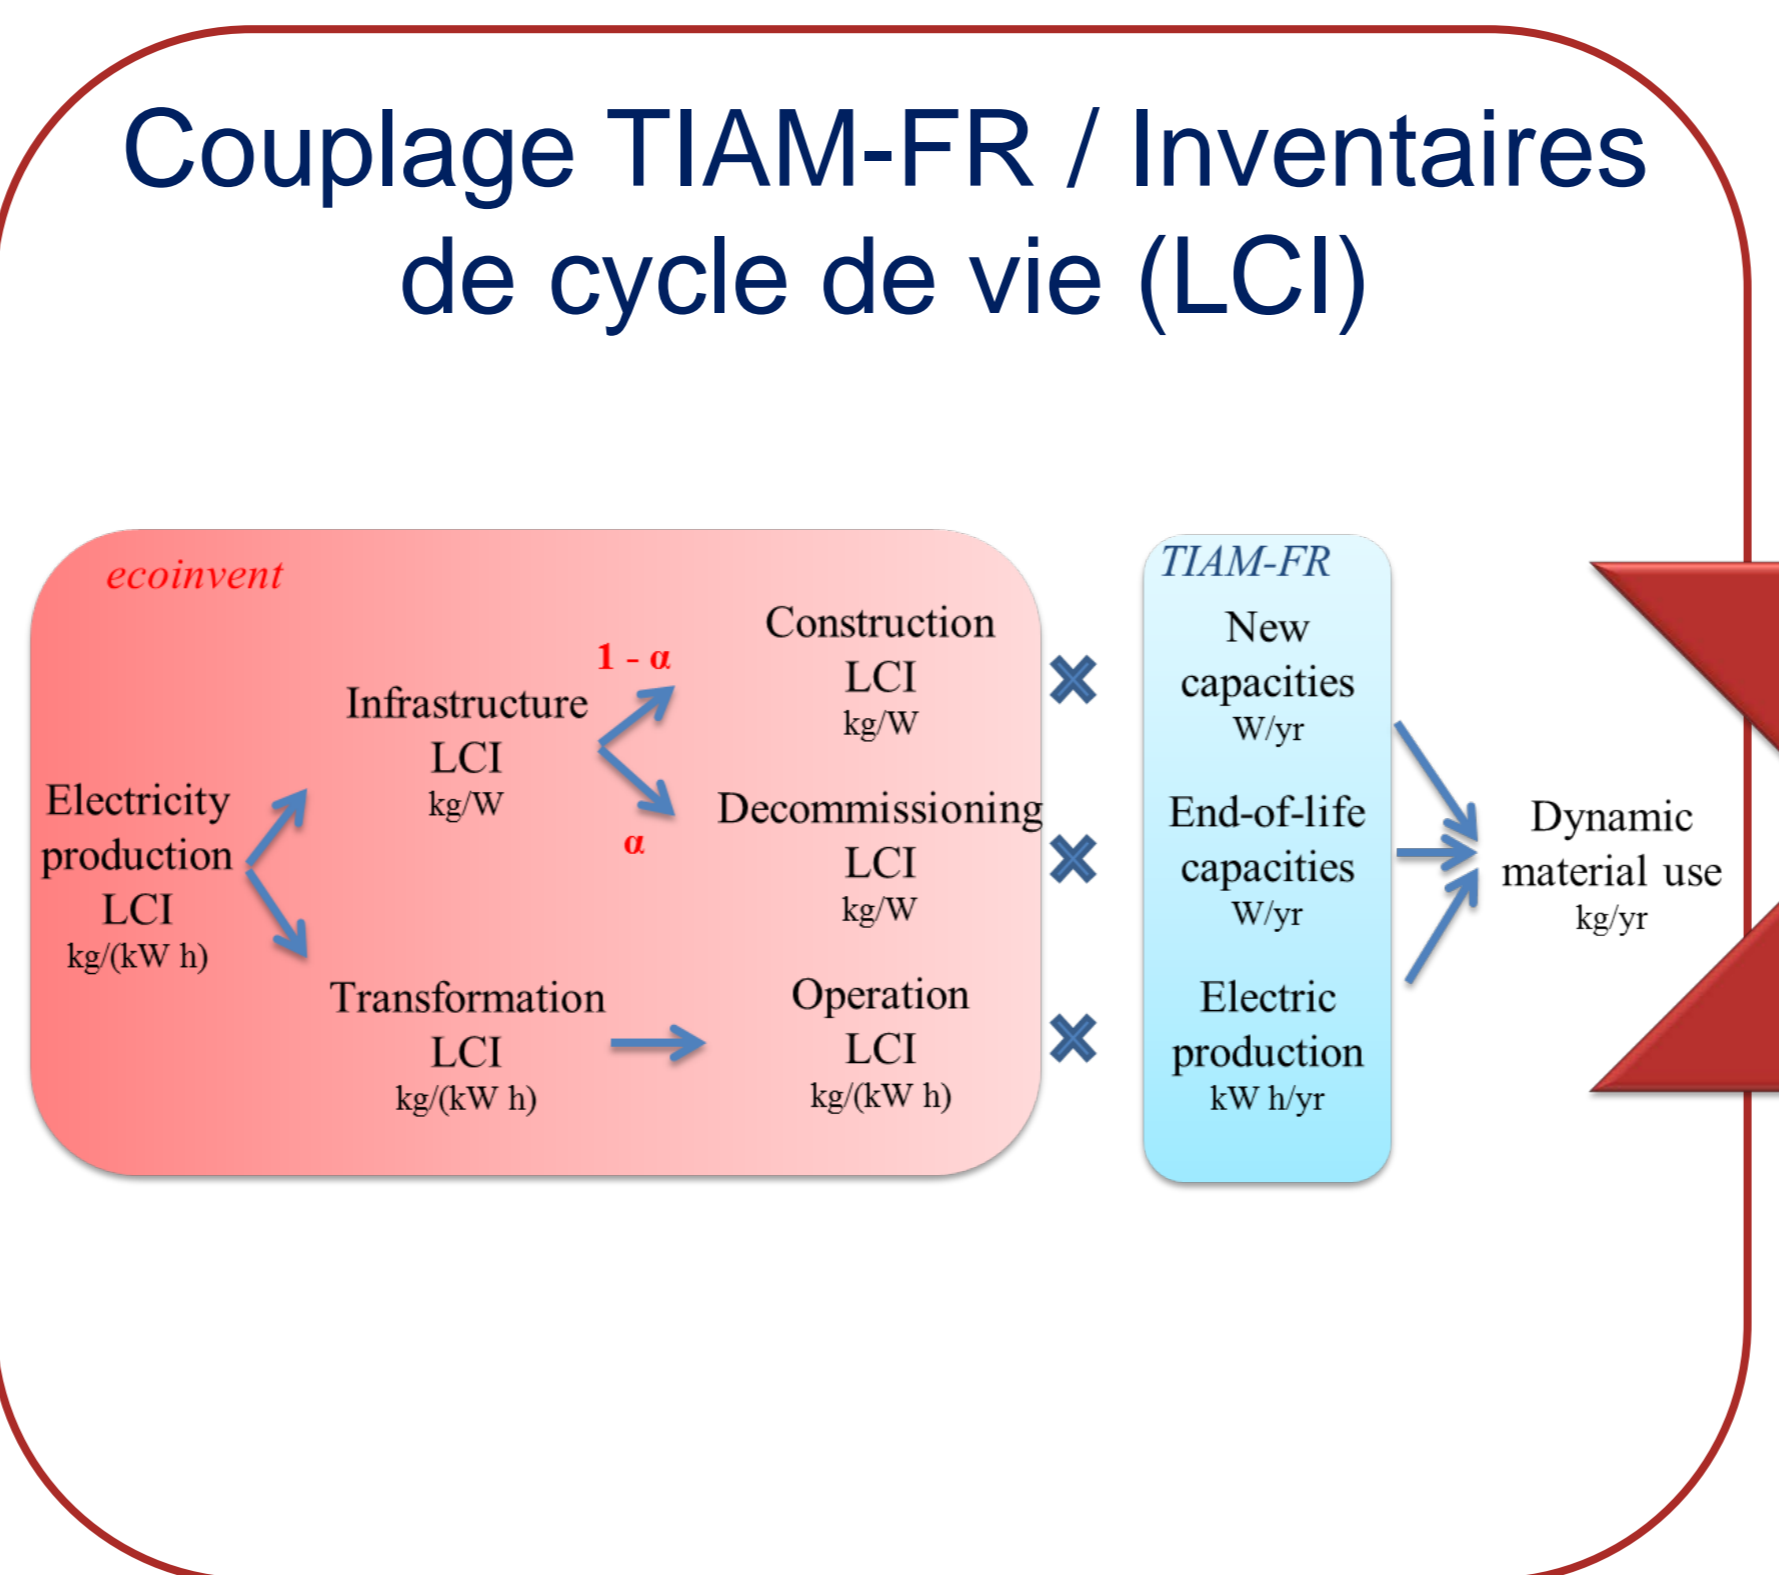 Couplage TIAM-FR / Inventaires
de cycle de vie (LCI)
ecoinvent
Electricity
production
LCI
kg/(kW h)
Infrastructure
LCI
kg/W
Transformation
LCI
kg/(kW h)
1 - α
α
Construction
LCI
kg/W
Decommissioning
LCI
kg/W
Operation
LCI
kg/(kW h)
TIAM-FR
New
capacities
W/yr
End-of-life
capacities
W/yr
Electric
production
kW h/yr
Dynamic
material use
kg/yr